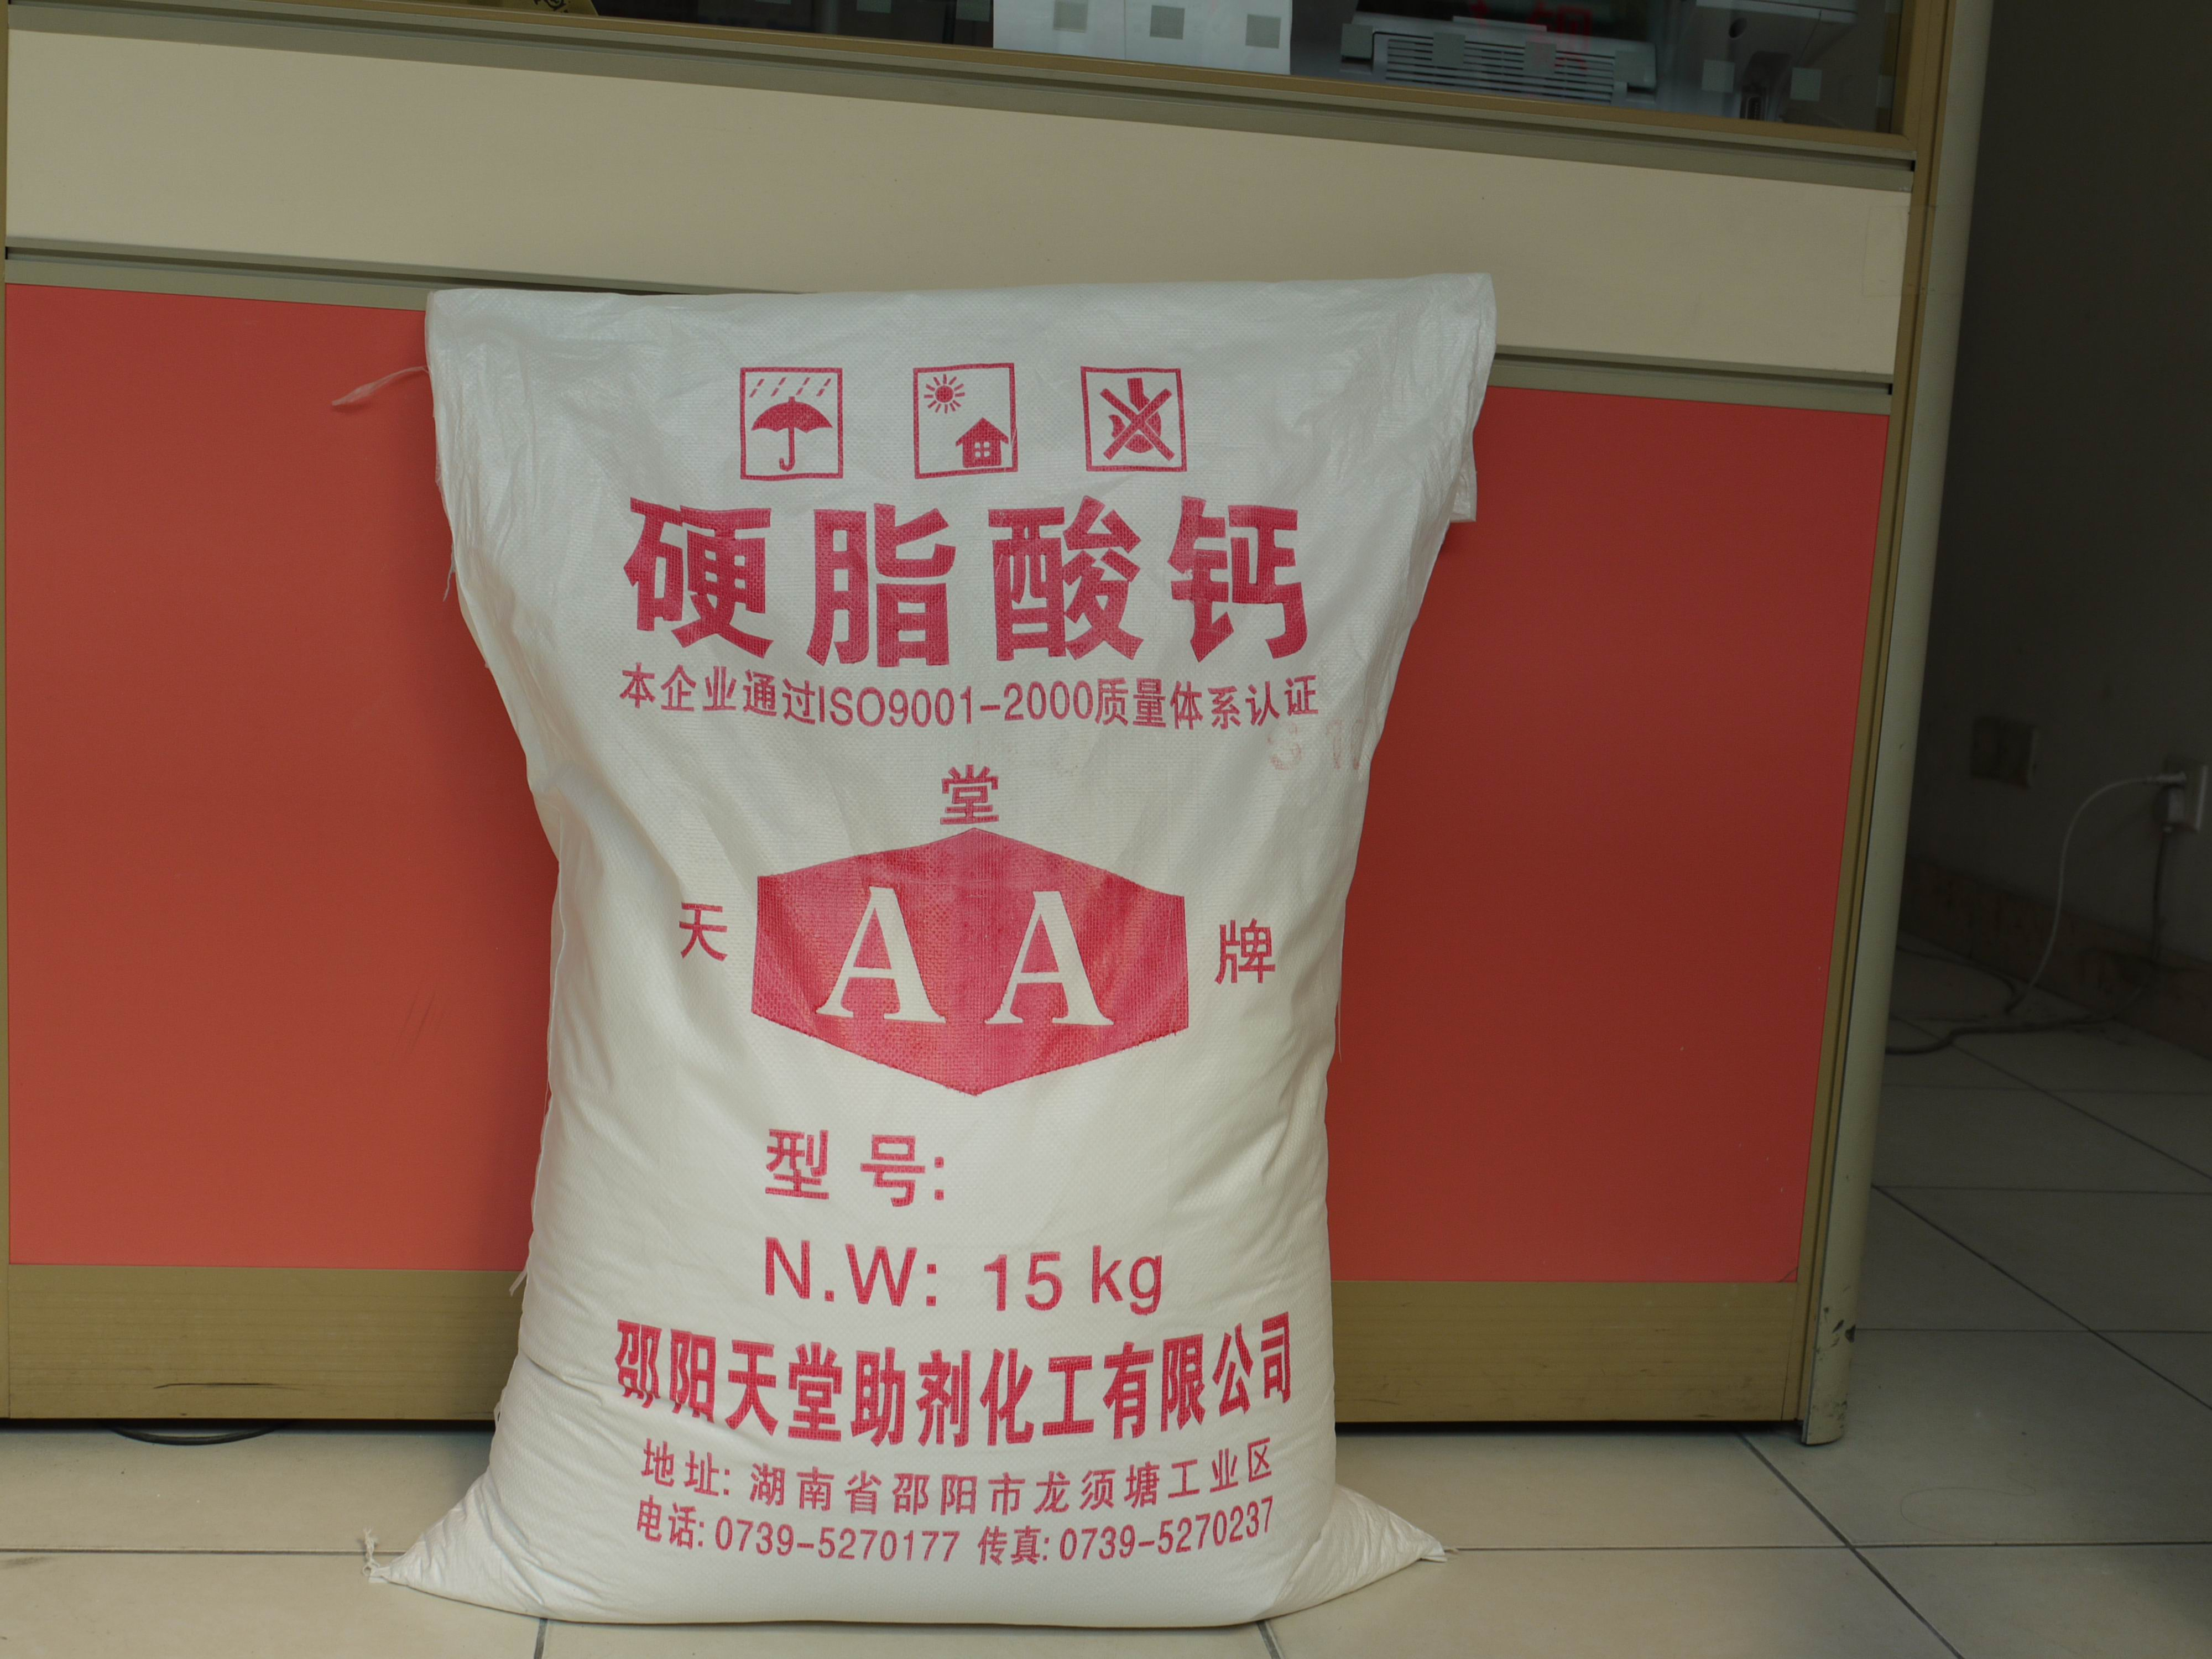 硬脂酸钙
本企业通过ISO9001-2000质量体系认证
堂
天 AA 牌
型号:
N.W: 15 kg
邵阳天堂助剂化工有限公司
地址: 湖南省邵阳市龙须塘工业区
电话: 0739-5270177 传真: 0739-5270237